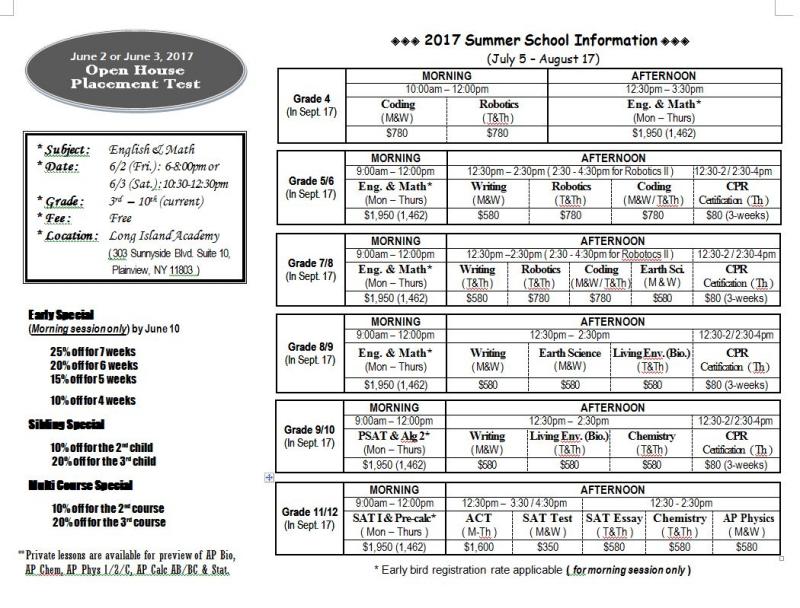 June 2 or June 3, 2017
Open House
Placement Test
* Subject: English & Math
* Date: 6/2 (Fri.): 6-8:00pm or
6/3 (Sat.): 10:30-12:30pm
* Grade: 3rd – 10th (current)
* Fee: Free
* Location: Long Island Academy
(303 Sunnyside Blvd. Suite 10,
Plainview, NY 11803 )
Early Special
(Morning session only) by June 10
25% off for 7 weeks
20% off for 6 weeks
15% off for 5 weeks
10% off for 4 weeks
Sibling Special
10% off for the 2nd child
20% off for the 3rd child
Multi Course Special
10% off for the 2nd course
20% off for the 3rd course
**Private lessons are available for preview of AP Bio,
AP Chem, AP Phys 1/2/C, AP Calc AB/BC & Stat.
◈◈◈ 2017 Summer School Information ◈◈◈
(July 5 – August 17)
Grade 4
(In Sept. 17)
MORNING AFTERNOON
10:00am – 12:00pm 12:30pm – 3:30pm
Coding Robotics Eng. & Math*
(M&W) (T&Th) (Mon – Thurs)
$780 $780 $1,950 (1,462)
Grade 5/6
(In Sept. 17)
MORNING AFTERNOON
9:00am – 12:00pm 12:30pm – 2:30pm ( 2:30 - 4:30pm for Robotics II ) 12:30-2/ 2:30-4pm
Eng. & Math* Writing Robotics Coding CPR
(Mon – Thurs) (M&W) (T&Th) (M&W/ T&Th) Certification ( Th )
$1,950 (1,462) $580 $780 $780 $80 (3-weeks)
Grade 7/8
(In Sept. 17)
MORNING AFTERNOON
9:00am – 12:00pm 12:30pm –2:30pm ( 2:30 - 4:30pm for Robotocs II ) 12:30-2/ 2:30-4pm
Eng. & Math* Writing Robotics Coding Earth Sci. CPR
(Mon – Thurs) (T&Th) (T&Th) (M&W/ T&Th) (M & W) Certification ( Th )
$1,950 (1,462) $580 $780 $780 $580 $80 (3-weeks)
Grade 8/9
(In Sept. 17)
MORNING AFTERNOON
9:00am – 12:00pm 12:30pm – 2:30pm 12:30-2/ 2:30-4pm
Eng. & Math* Writing Earth Science Living Env. (Bio.) CPR
(Mon – Thurs) (M&W) (M&W) (T&Th) Certification ( Th )
$1,950 (1,462) $580 $580 $580 $80 (3-weeks)
Grade 9/10
(In Sept. 17)
MORNING AFTERNOON
9:00am – 12:00pm 12:30pm – 2:30pm 12:30-2/ 2:30-4pm
PSAT & Alg 2* Writing Living Env. (Bio.) Chemistry CPR
(Mon – Thurs) (M&W) (T&Th) (T&Th) Certification ( Th )
$1,950 (1,462) $580 $580 $580 $80 (3-weeks)
Grade 11/12
(In Sept. 17)
MORNING AFTERNOON
9:00am – 12:00pm 12:30pm – 3:30 / 4:30pm 12:30 - 2:30pm
SAT I & Pre-calc* ACT SAT Test SAT Essay Chemistry AP Physics
( Mon – Thurs ) ( M-Th ) ( M&W ) ( T&Th ) ( T&Th ) ( M&W )
$1,950 (1,462) $1,600 $350 $580 $580 $580
* Early bird registration rate applicable ( for morning session only )